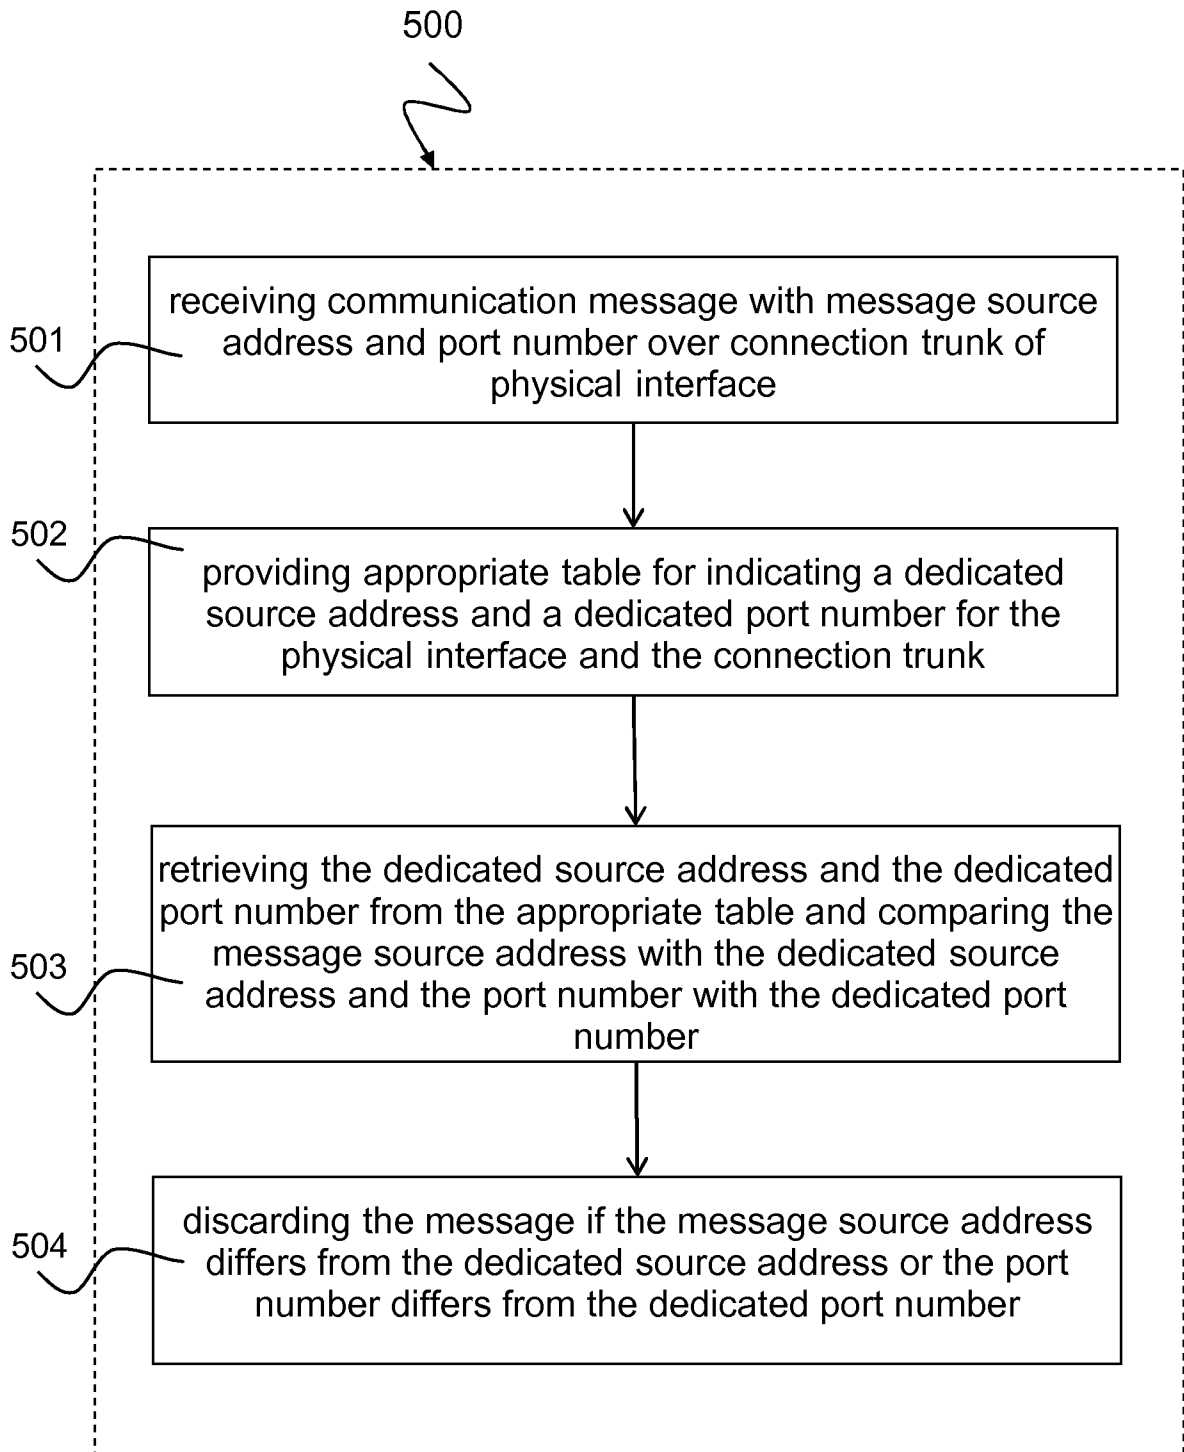 500
501
receiving communication message with message source
address and port number over connection trunk of
physical interface
502
providing appropriate table for indicating a dedicated
source address and a dedicated port number for the
physical interface and the connection trunk
503
retrieving the dedicated source address and the dedicated
port number from the appropriate table and comparing the
message source address with the dedicated source
address and the port number with the dedicated port
number
504
discarding the message if the message source address
differs from the dedicated source address or the port
number differs from the dedicated port number